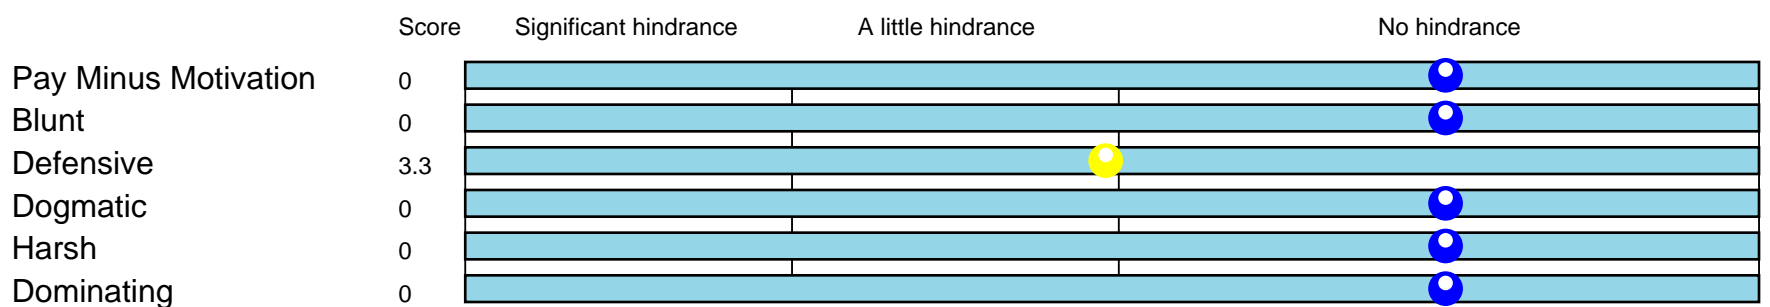 Score Significant hindrance A little hindrance No hindrance
Pay Minus Motivation 0
Blunt 0
Defensive 3.3
Dogmatic 0
Harsh 0
Dominating 0